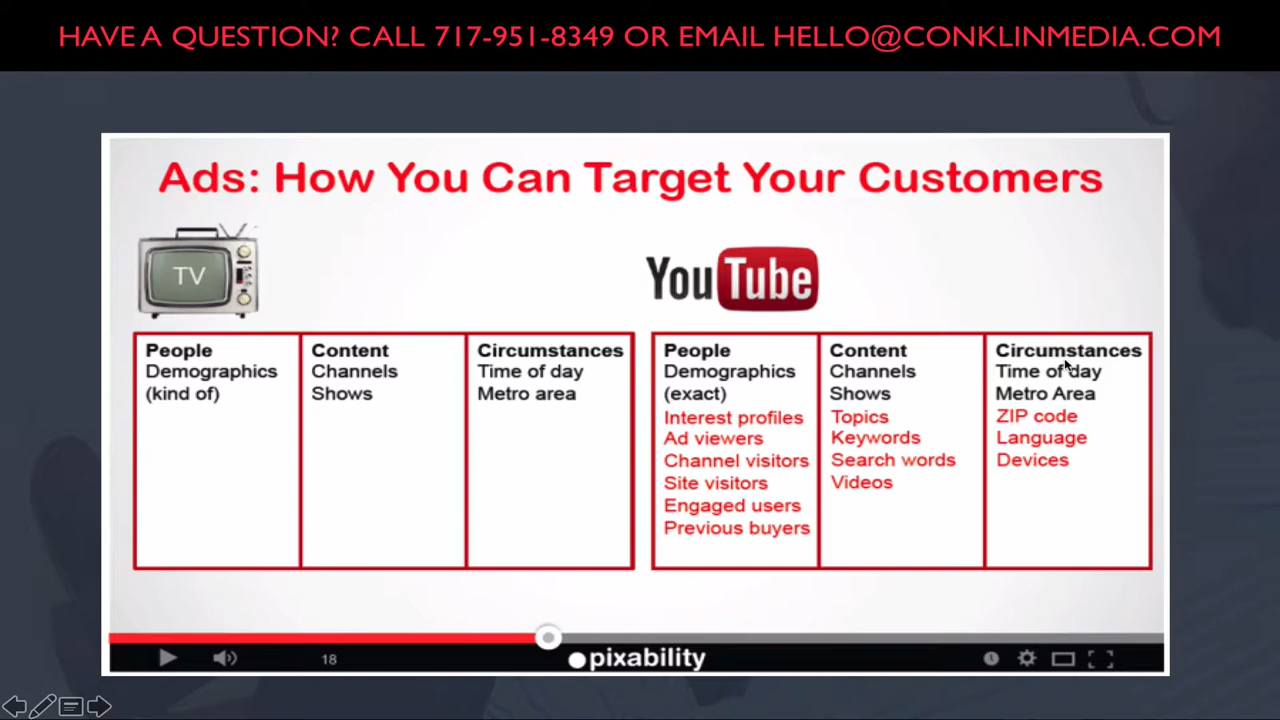 HAVE A QUESTION? CALL 717-951-8349 OR EMAIL HELLO@CONKLINMEDIA.COM
Ads: How You Can Target Your Customers
TV
YouTube
People
Demographics
(kind of)
Content
Channels
Shows
Circumstances
Time of day
Metro area
People
Demographics
(exact)
Interest profiles
Ad viewers
Channel visitors
Site visitors
Engaged users
Previous buyers
Content
Channels
Shows
Topics
Keywords
Search words
Videos
Circumstances
Time of day
Metro Area
ZIP code
Language
Devices
18
pixability